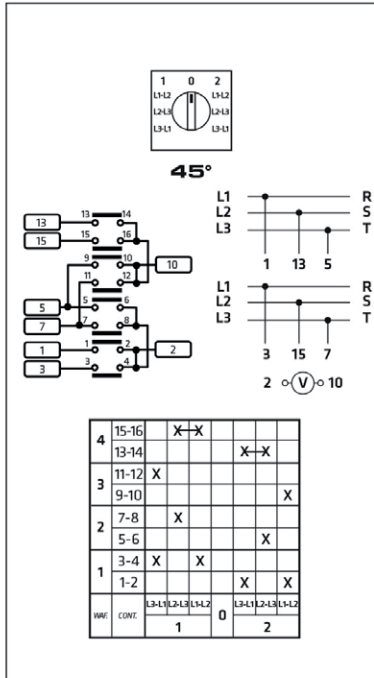 1 0 2
L1-L2 L1-L2
L2-L3 L2-L3
L3-L1 L3-L1
45°
13 13 14
15 15 16
9 10 10
11 12
5 5 6
7 7 8
1 1 2 2
3 3 4
L1 R
L2 S
L3 T
1 13 5
L1 R
L2 S
L3 T
3 15 7
2 V 10
4 15-16 X X
13-14 X X
3 11-12 X
9-10 X
2 7-8 X
5-6 X
1 3-4 X X
1-2 X X
WAF. CONT. L3-L1 L2-L3 L1-L2 0 L3-L1 L2-L3 L1-L2
1 2